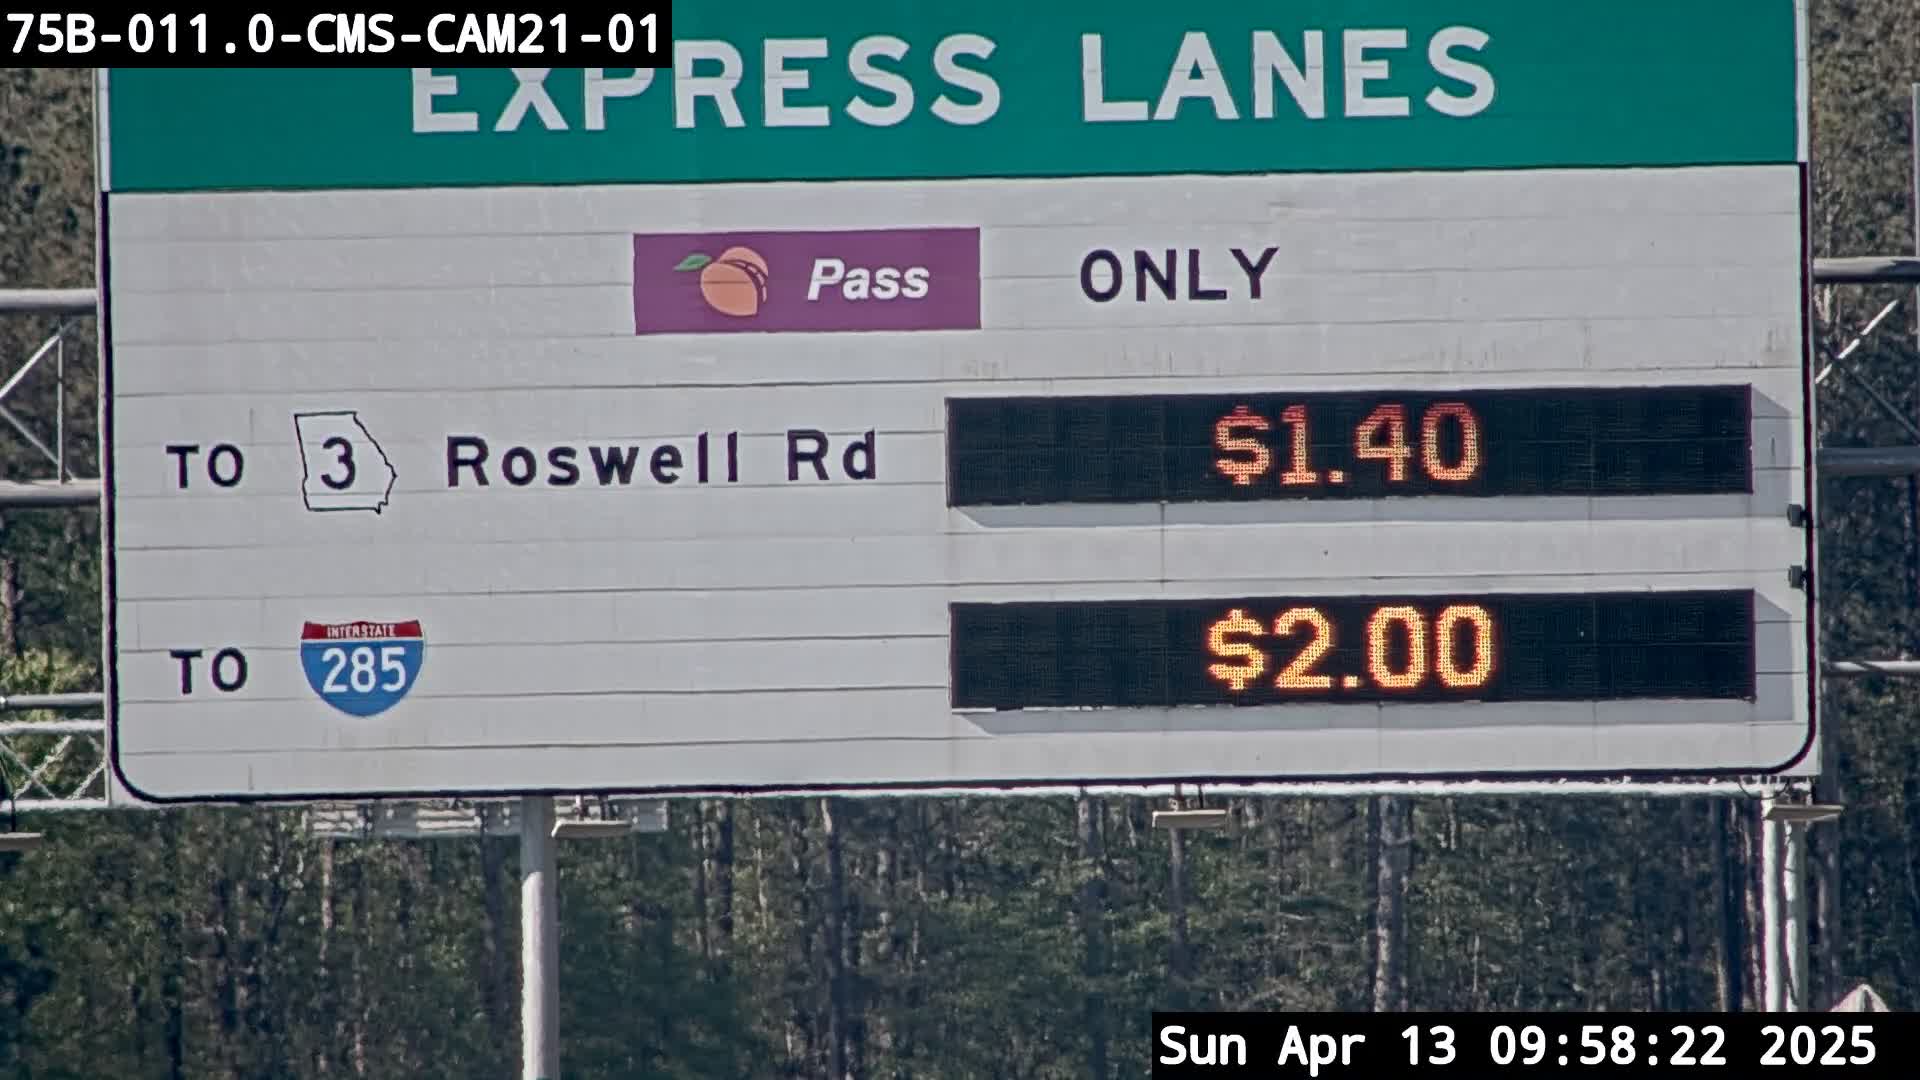 75B-011.0-CMS-CAM21-01
EXPRESS LANES
Pass ONLY
TO 3 Roswell Rd $1.40
TO INTERSTATE 285 $2.00
Sun Apr 13 09:58:22 2025